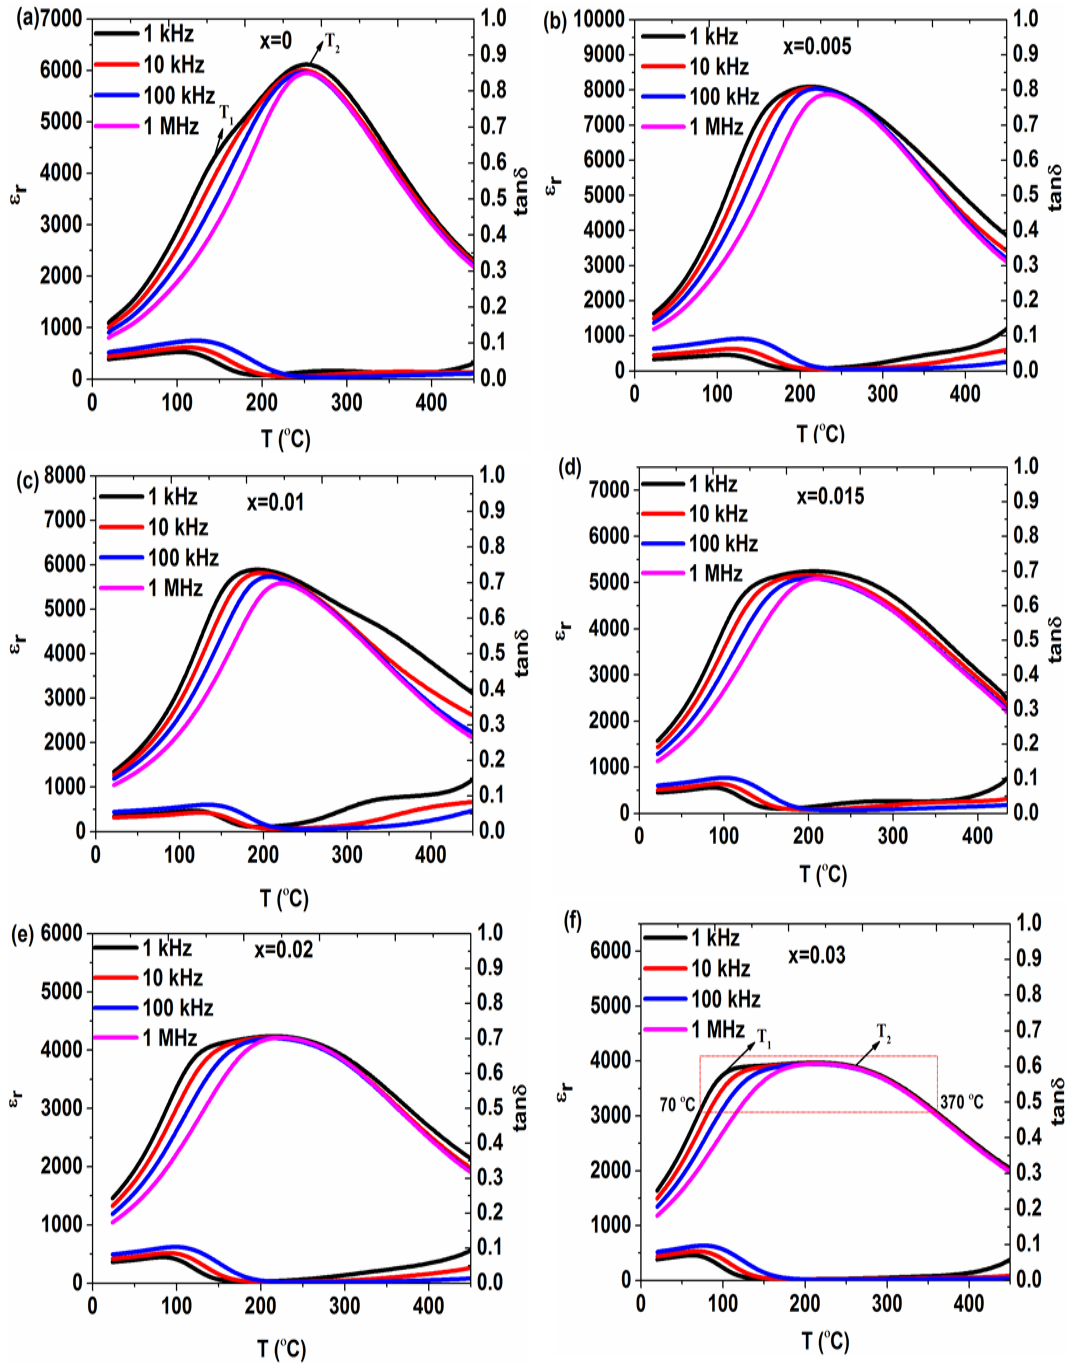 (a)
7000
6000
5000
4000
3000
2000
1000
0
εr
1 kHz
10 kHz
100 kHz
1 MHz
x=0
T1
T2
1.0
0.9
0.8
0.7
0.6
0.5
0.4
0.3
0.2
0.1
0.0
tanδ
0 100 200 300 400
T (°C)
(b)
10000
9000
8000
7000
6000
5000
4000
3000
2000
1000
0
εr
1 kHz
10 kHz
100 kHz
1 MHz
x=0.005
1.0
0.9
0.8
0.7
0.6
0.5
0.4
0.3
0.2
0.1
0.0
tanδ
0 100 200 300 400
T (°C)
(c)
8000
7000
6000
5000
4000
3000
2000
1000
0
εr
1 kHz
10 kHz
100 kHz
1 MHz
x=0.01
1.0
0.9
0.8
0.7
0.6
0.5
0.4
0.3
0.2
0.1
0.0
tanδ
0 100 200 300 400
T (°C)
(d)
7000
6000
5000
4000
3000
2000
1000
0
εr
1 kHz
10 kHz
100 kHz
1 MHz
x=0.015
1.0
0.9
0.8
0.7
0.6
0.5
0.4
0.3
0.2
0.1
0.0
tanδ
0 100 200 300 400
T (°C)
(e)
6000
5000
4000
3000
2000
1000
0
εr
1 kHz
10 kHz
100 kHz
1 MHz
x=0.02
1.0
0.9
0.8
0.7
0.6
0.5
0.4
0.3
0.2
0.1
0.0
tanδ
0 100 200 300 400
T (°C)
(f)
6000
5000
4000
3000
2000
1000
0
εr
1 kHz
10 kHz
100 kHz
1 MHz
x=0.03
T1
T2
70 °C
370 °C
1.0
0.9
0.8
0.7
0.6
0.5
0.4
0.3
0.2
0.1
0.0
tanδ
0 100 200 300 400
T (°C)